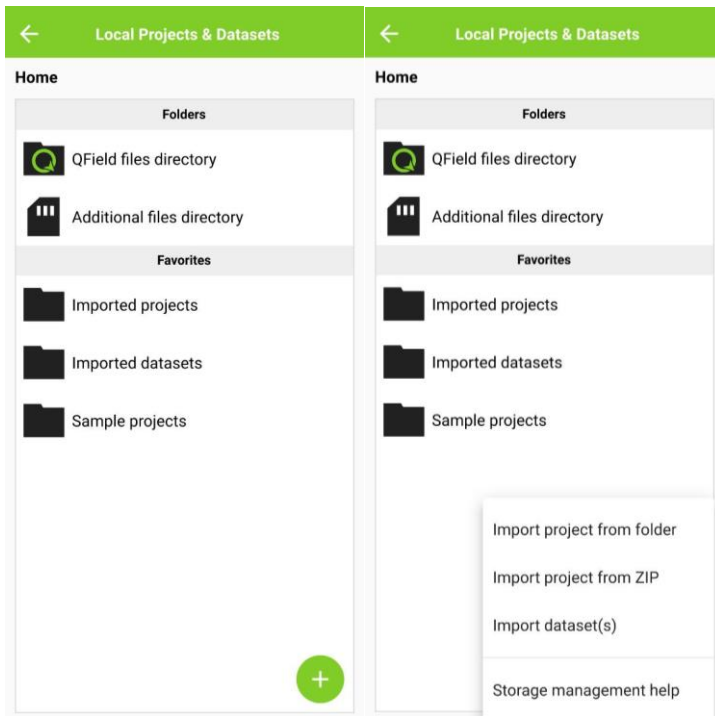 Local Projects & Datasets
Home
Folders
QField files directory
Additional files directory
Favorites
Imported projects
Imported datasets
Sample projects
Local Projects & Datasets
Home
Folders
QField files directory
Additional files directory
Favorites
Imported projects
Imported datasets
Sample projects
Import project from folder
Import project from ZIP
Import dataset(s)
Storage management help